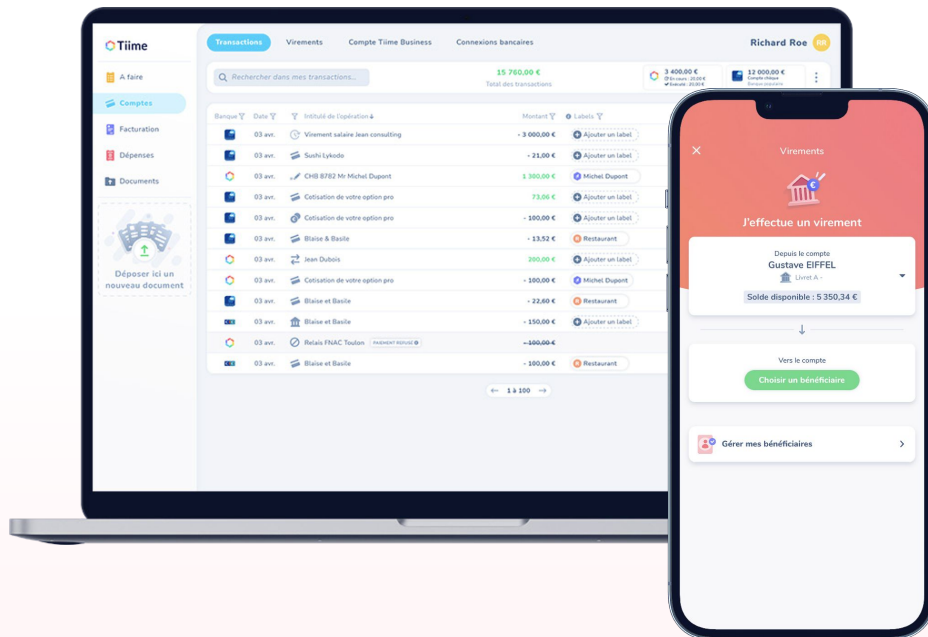 Tiime
Transactions Virements Compte Tiime Business Connexions bancaires
Richard Roe RR
A faire
Comptes
Facturation
Dépenses
Documents
Déposer ici un
nouveau document
Rechercher dans mes transactions...
15 760,00 €
Total des transactions
3 400,00 €
12 000,00 €
Compte chèque
Banque populaire
Banque Date Intitulé de l'opération Montant Labels
03 avr. Virement salaire Jean consulting - 3 000,00 € Ajouter un label
03 avr. Sushi Lykodo - 21,00 € Ajouter un label
03 avr. CHB 8782 Mr Michel Dupont 1 300,00 € Michel Dupont
03 avr. Cotisation de votre option pro 73,06 € Ajouter un label
03 avr. Cotisation de votre option pro - 100,00 € Ajouter un label
03 avr. Blaise & Basile - 13,52 € Restaurant
03 avr. Jean Dubois 200,00 € Ajouter un label
03 avr. Cotisation de votre option pro - 100,00 € Michel Dupont
03 avr. Blaise et Basile - 22,60 € Restaurant
03 avr. Blaise et Basile - 150,00 € Ajouter un label
03 avr. Relais FNAC Toulon PAIEMENT REFUSÉ - 100,00 €
03 avr. Blaise et Basile - 100,00 € Restaurant
← 1 à 100 →
Virements
J'effectue un virement
Depuis le compte
Gustave EIFFEL
Livret A -
Solde disponible : 5 350,34 €
Vers le compte
Choisir un bénéficiaire
Gérer mes bénéficiaires